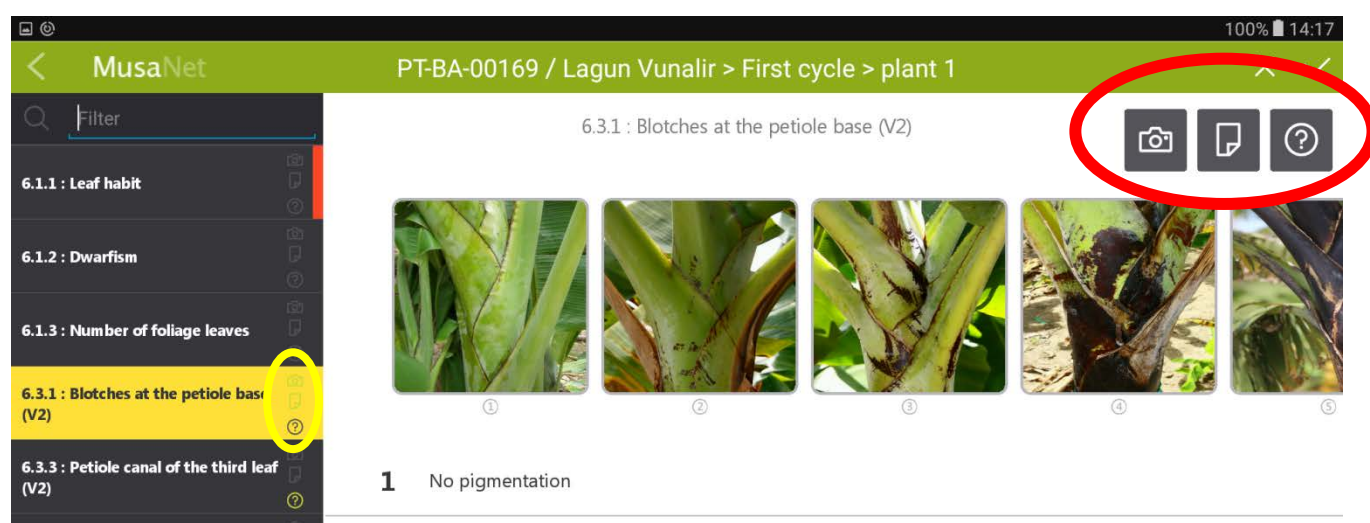 100% 14:17
MusaNet
PT-BA-00169 / Lagun Vunalir > First cycle > plant 1
Filter
6.1.1 : Leaf habit
6.1.2 : Dwarfism
6.1.3 : Number of foliage leaves
6.3.1 : Blotches at the petiole base
(V2)
6.3.3 : Petiole canal of the third leaf
(V2)
6.3.1 : Blotches at the petiole base (V2)
1 2 3 4 5
1 No pigmentation